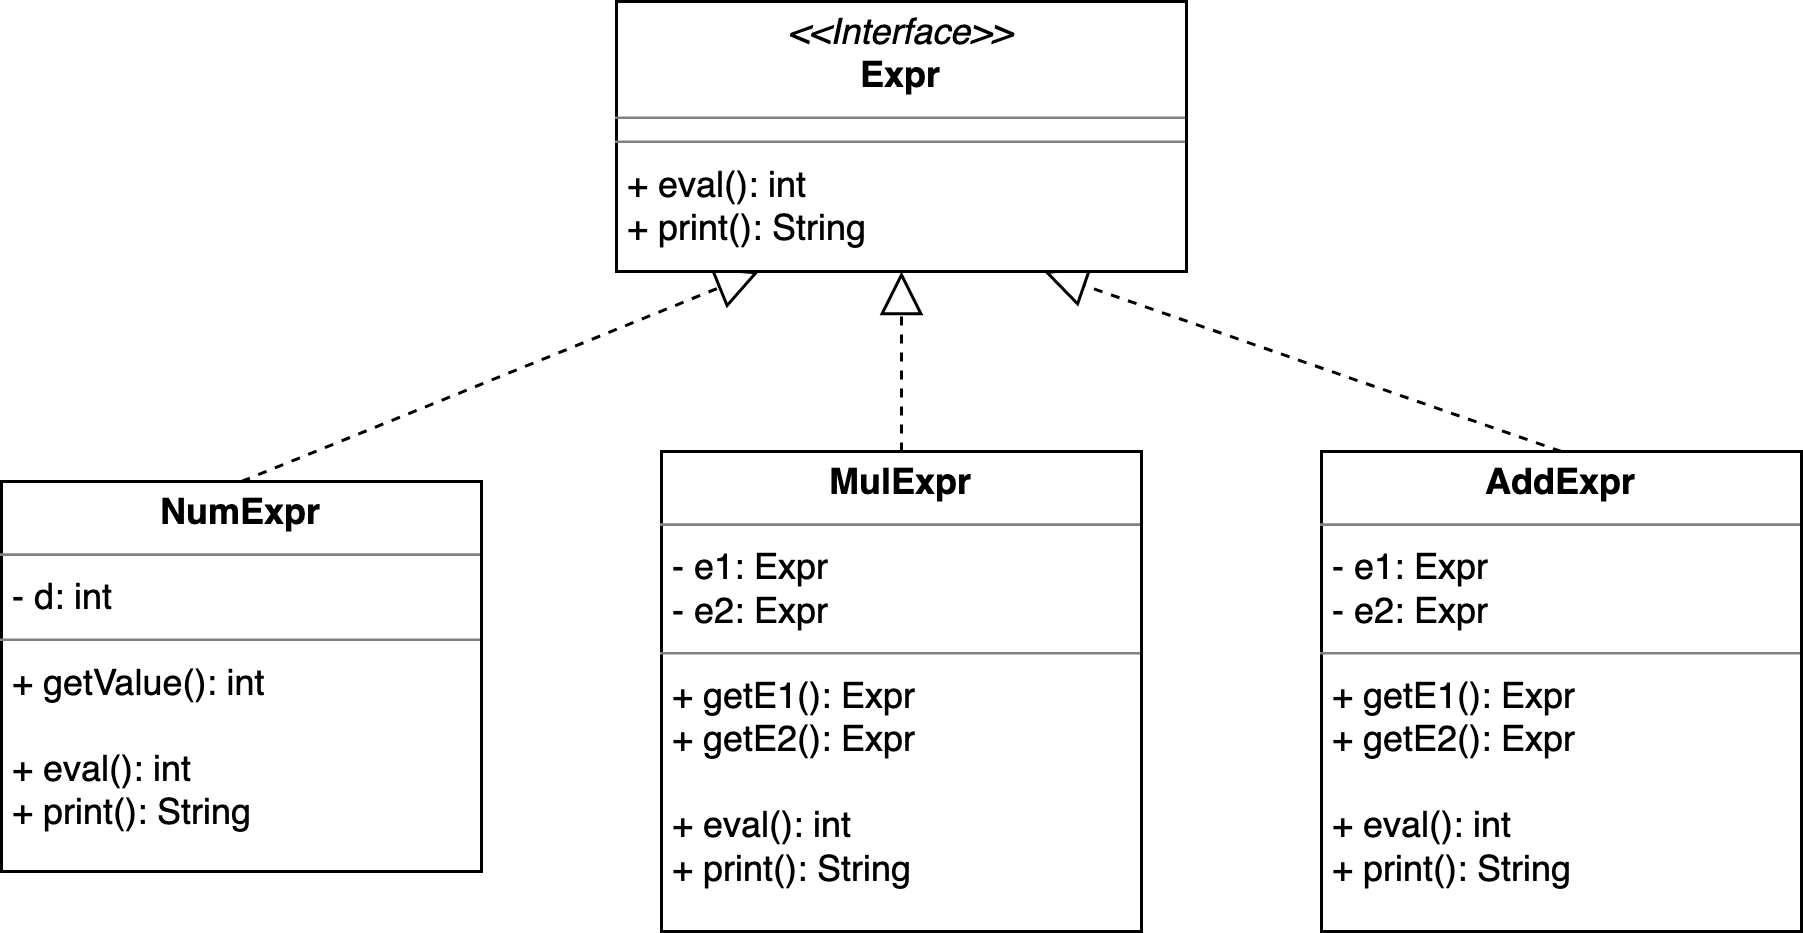 <<Interface>>
Expr
+ eval(): int
+ print(): String
NumExpr
- d: int
+ getValue(): int
+ eval(): int
+ print(): String
MulExpr
- e1: Expr
- e2: Expr
+ getE1(): Expr
+ getE2(): Expr
+ eval(): int
+ print(): String
AddExpr
- e1: Expr
- e2: Expr
+ getE1(): Expr
+ getE2(): Expr
+ eval(): int
+ print(): String